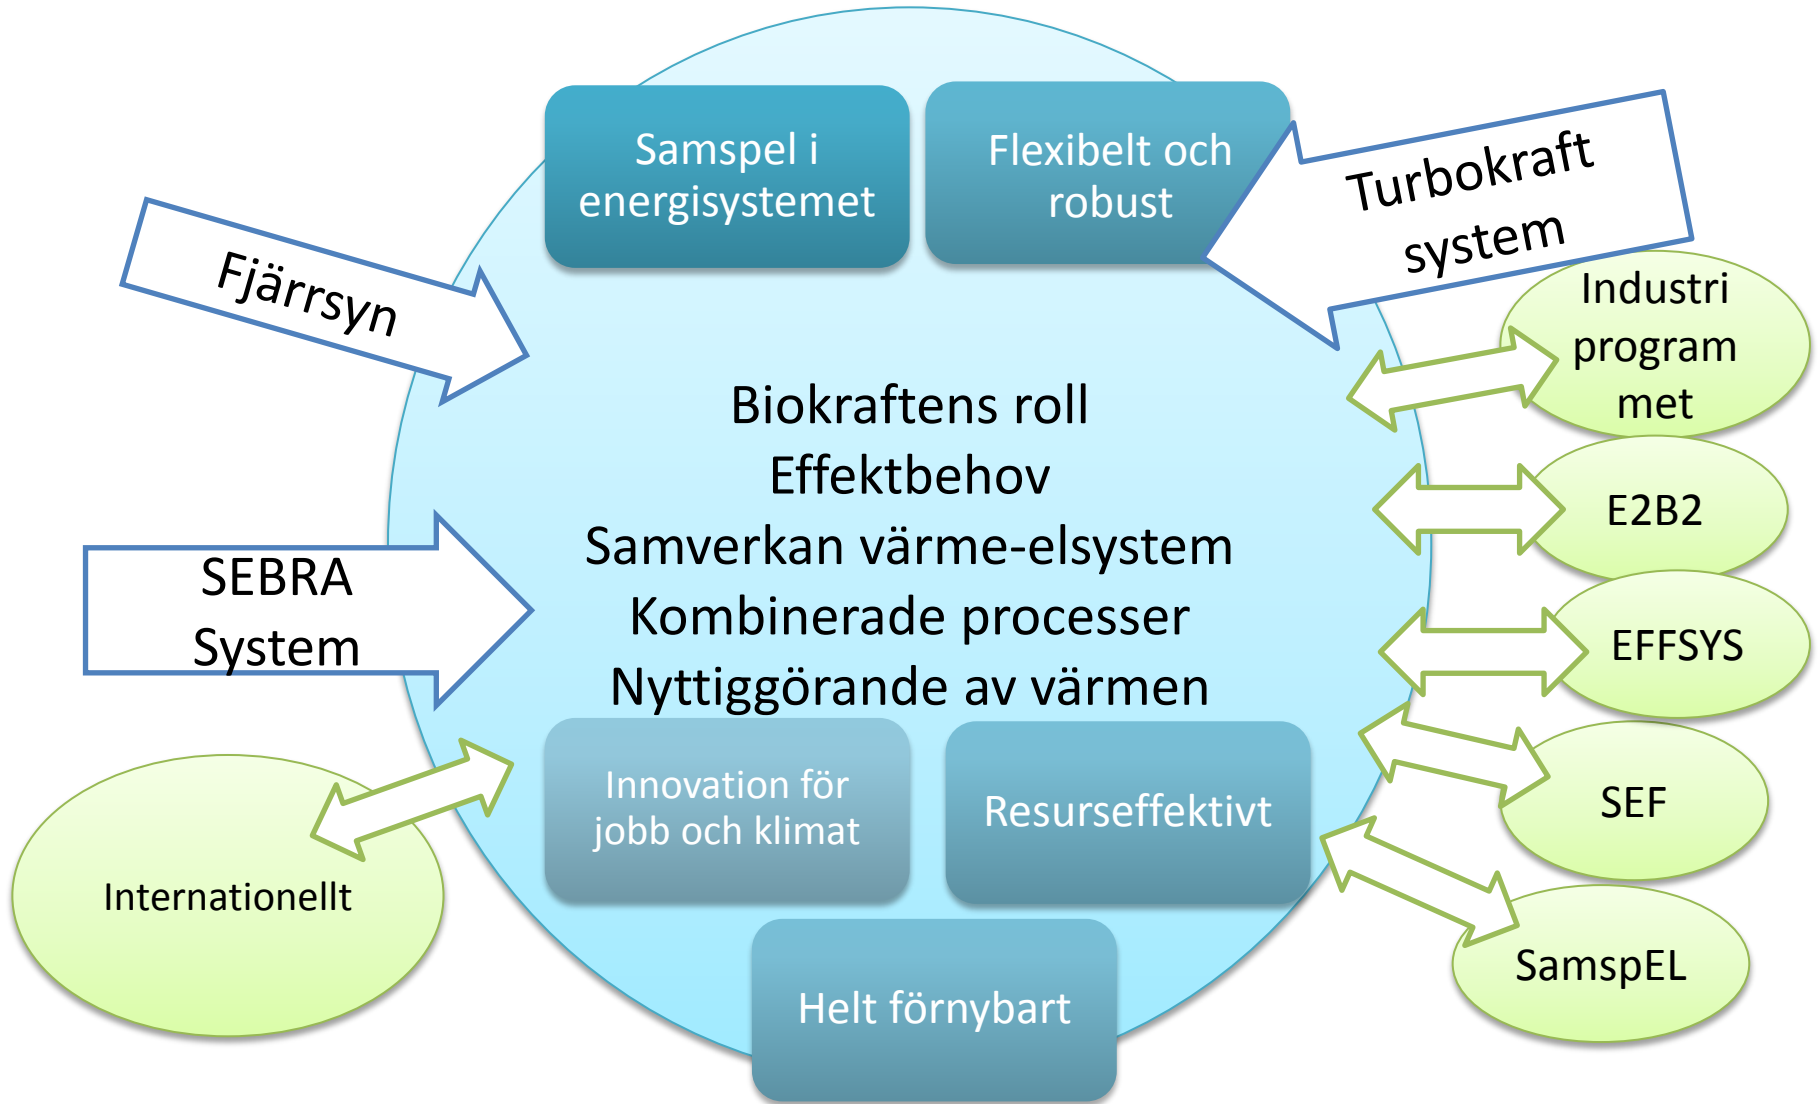 Samspel i
energisystemet
Flexibelt och
robust
Turbokraft
system
Fjärrsyn
Industri
program
met
Biokraftens roll
Effektbehov
Samverkan värme-elsystem
Kombinerade processer
Nyttiggörande av värmen
E2B2
SEBRA
System
EFFSYS
Innovation för
jobb och klimat
Resurseffektivt
SEF
Internationellt
SamspEL
Helt förnybart